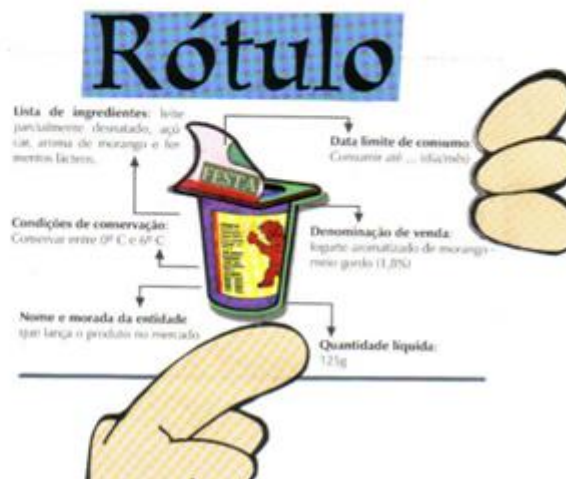 Rótulo
Lista de ingredientes: leite
parcialmente desnatado, açú
car, aroma de morango e fer
mentos lácteos.
Data limite de consumo:
Consumir até ... (dia/mês)
FESTA
Condições de conservação:
Conservar entre 0º C e 6º C
Denominação de venda:
Iogurte aromatizado de morango -
meio gordo (1,8%)
Nome e morada da entidade
que lança o produto no mercado
Quantidade líquida:
125g